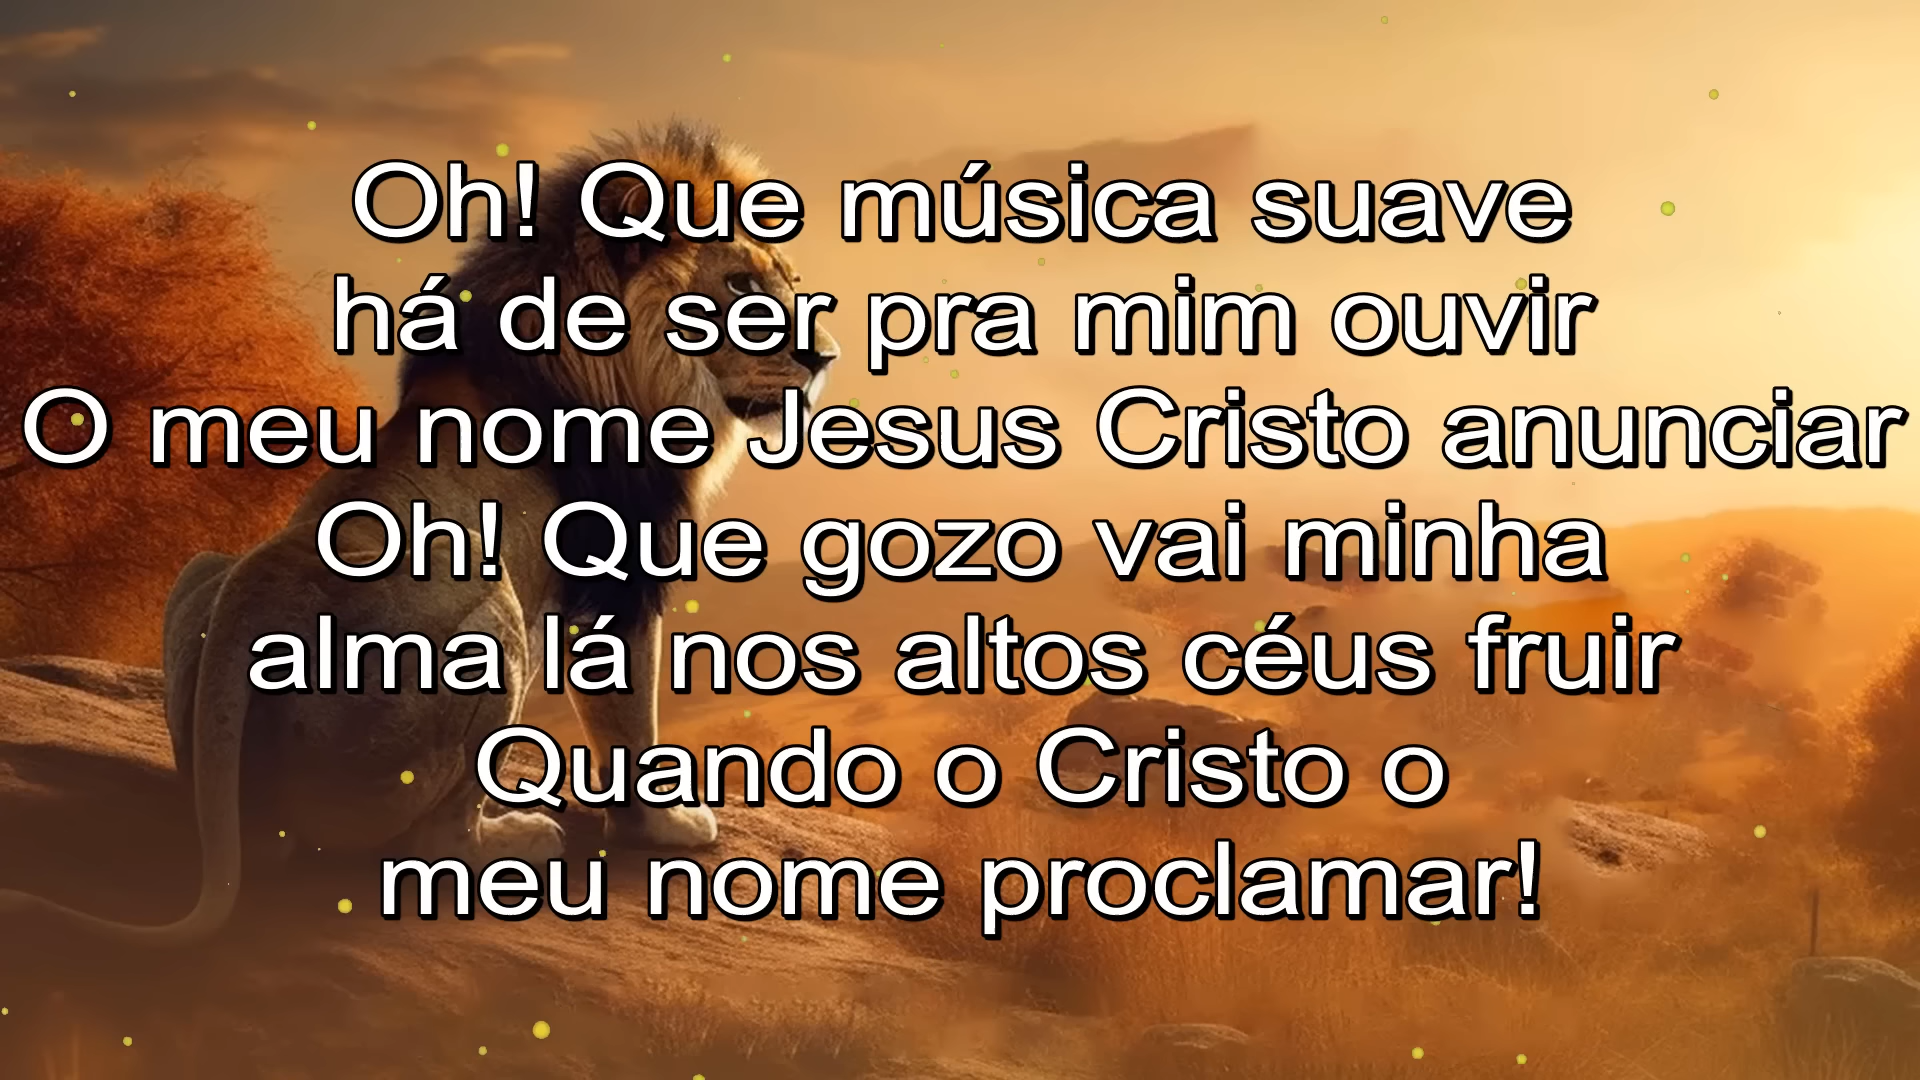 Oh! Que música suave
há de ser pra mim ouvir
O meu nome Jesus Cristo anunciar
Oh! Que gozo vai minha
alma lá nos altos céus fruir
Quando o Cristo o
meu nome proclamar!